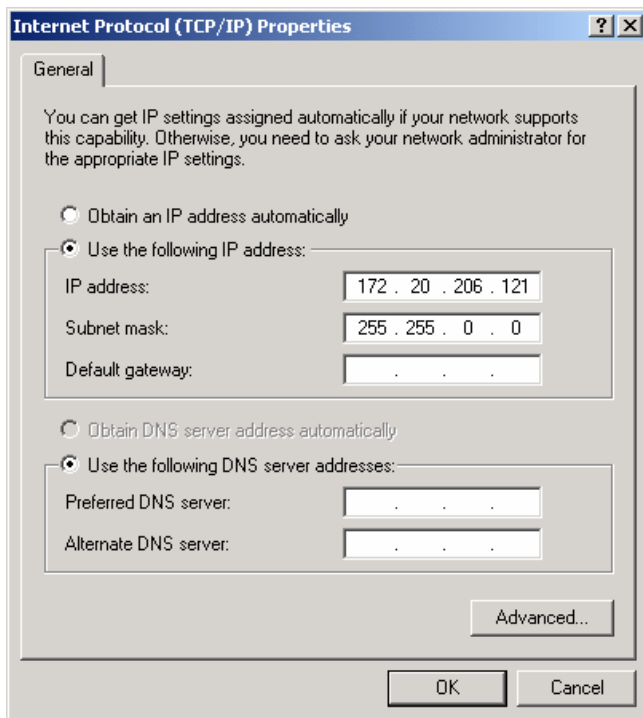 Internet Protocol (TCP/IP) Properties
General
You can get IP settings assigned automatically if your network supports
this capability. Otherwise, you need to ask your network administrator for
the appropriate IP settings.
Obtain an IP address automatically
Use the following IP address:
IP address: 172 . 20 . 206 . 121
Subnet mask: 255 . 255 . 0 . 0
Default gateway: . . .
Obtain DNS server address automatically
Use the following DNS server addresses:
Preferred DNS server: . . .
Alternate DNS server: . . .
Advanced...
OK Cancel